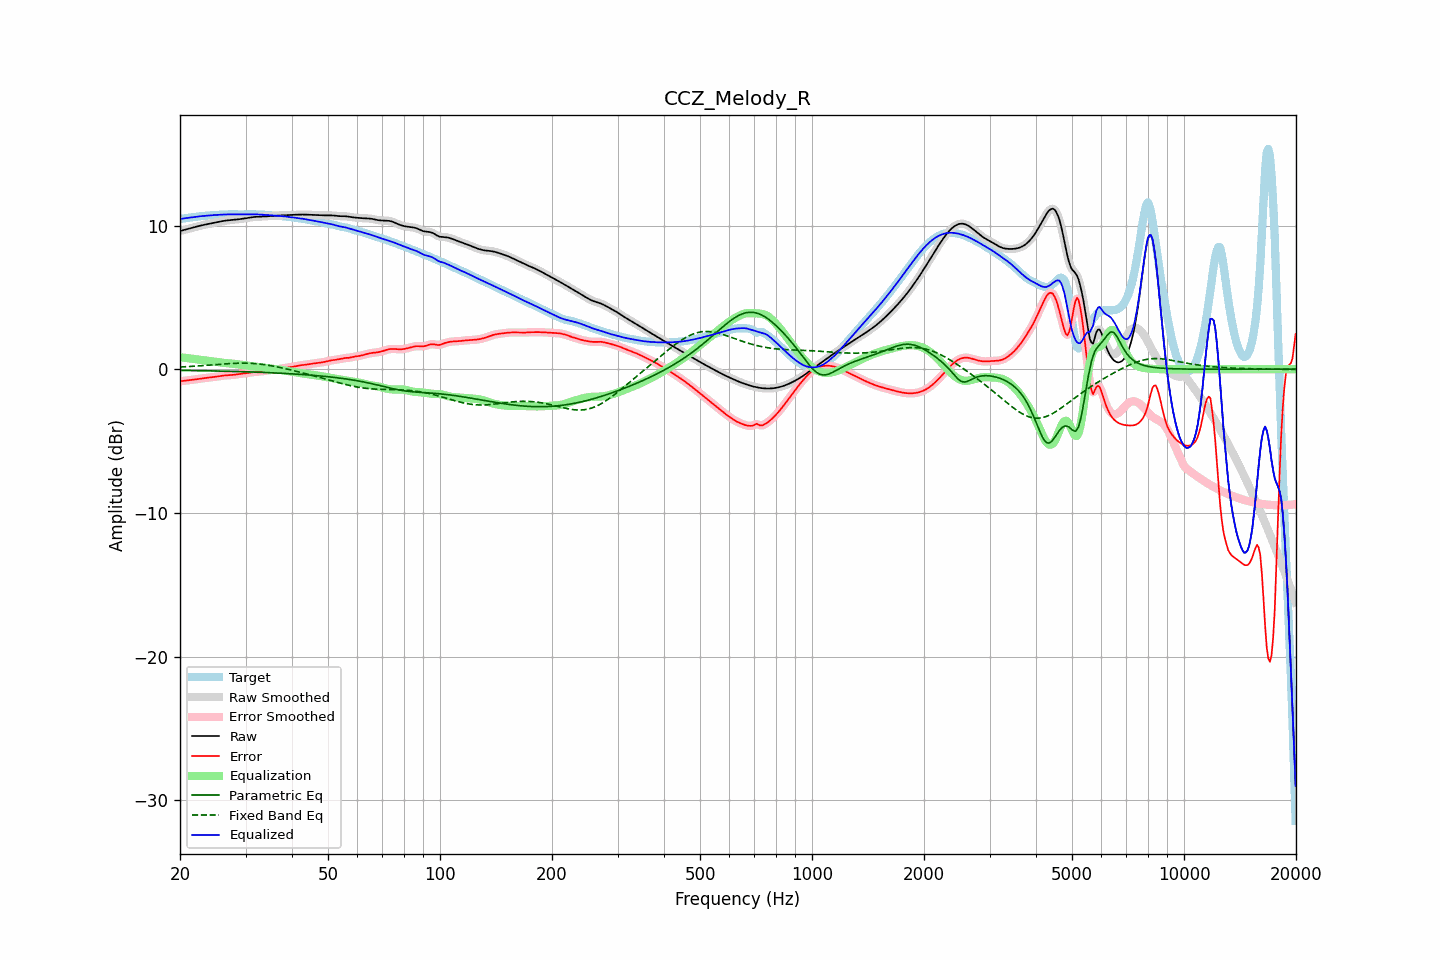 CCZ_Melody_R
10
0
−10
−20
−30
Amplitude (dBr)
Target
Raw Smoothed
Error Smoothed
Raw
Error
Equalization
Parametric Eq
Fixed Band Eq
Equalized
20 50 100 200 500 1000 2000 5000 10000 20000
Frequency (Hz)